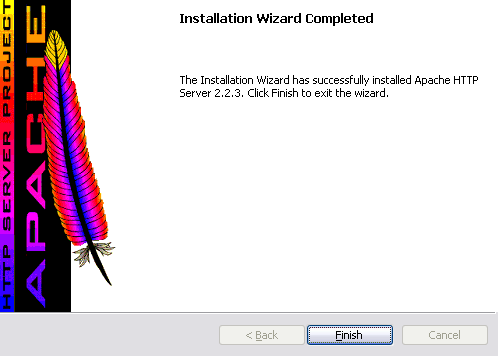 HTTP SERVER PROJECT
APACHE
Installation Wizard Completed
The Installation Wizard has successfully installed Apache HTTP
Server 2.2.3. Click Finish to exit the wizard.
< Back
Finish
Cancel